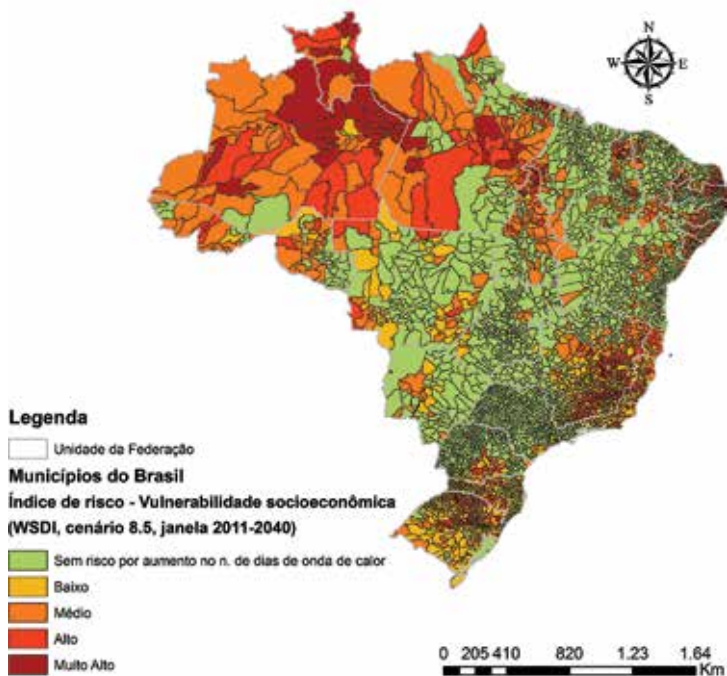 N
W E
S
Legenda
Unidade da Federação
Municípios do Brasil
Índice de risco - Vulnerabilidade socioeconômica
(WSDI, cenário 8.5, janela 2011-2040)
Sem risco por aumento no n. de dias de onda de calor
Baixo
Médio
Alto
Muito Alto
0 205 410 820 1.23 1.64
Km